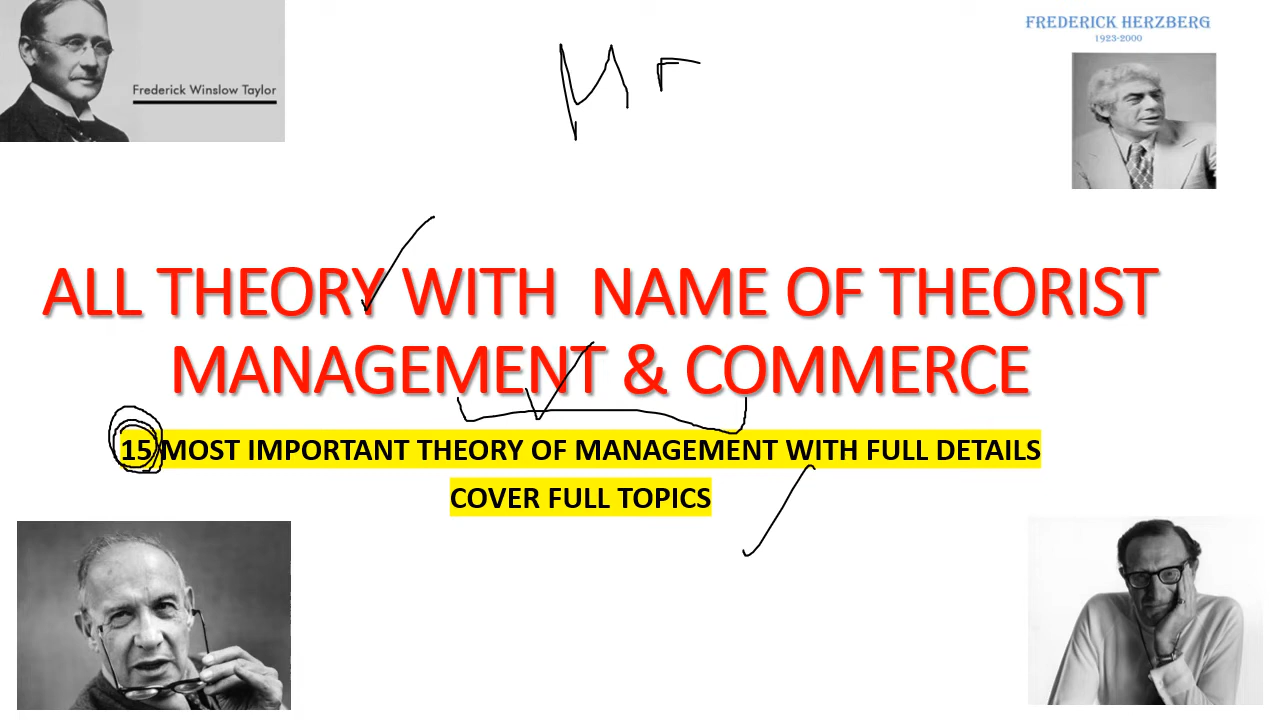 Frederick Winslow Taylor
FREDERICK HERZBERG
1923-2000
M
ALL THEORY WITH NAME OF THEORIST
MANAGEMENT & COMMERCE
15 MOST IMPORTANT THEORY OF MANAGEMENT WITH FULL DETAILS
COVER FULL TOPICS